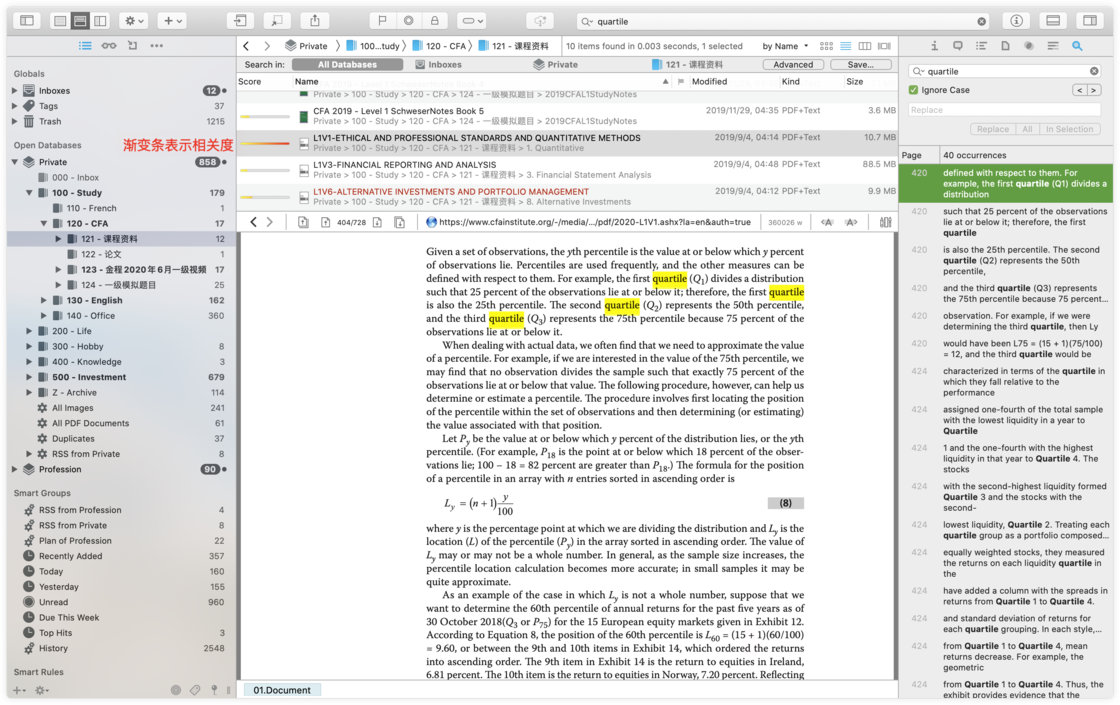 quartile
Globals
Inboxes 12
Tags 37
Trash 1215
Open Databases
渐变条表示相关度
Private 858
000 - Inbox
100 - Study 179
110 - French 1
120 - CFA
121 - 课程资料 12
122 - 论文 1
123 - 金程2020年6月一级视频 17
124 - 一级模拟题目 25
130 - English 162
140 - Office 360
200 - Life
300 - Hobby 8
400 - Knowledge 3
500 - Investment 679
Z - Archive 114
All Images 241
All PDF Documents 61
Duplicates 37
RSS from Private 8
Profession 90
Smart Groups
RSS from Profession 4
RSS from Private 8
Plan of Profession 22
Recently Added 357
Today 160
Yesterday 155
Unread 960
Due This Week
Top Hits 3
History 2548
Smart Rules
Private 〉 100...tudy 〉 120 - CFA 〉 121 - 课程资料
10 items found in 0.003 seconds, 1 selected
by Name
Search in: All Databases Inboxes Private 121 - 课程资料 Advanced Save...
Score Name Modified Kind Size
Private > 100 - Study > 120 - CFA > 124 - 一级模拟题目 > 2019CFAL1StudyNotes
CFA 2019 - Level 1 SchweserNotes Book 5 2019/11/29, 04:35 PDF+Text 3.6 MB
Private > 100 - Study > 120 - CFA > 124 - 一级模拟题目 > 2019CFAL1StudyNotes
L1V1-ETHICAL AND PROFESSIONAL STANDARDS AND QUANTITATIVE METHODS 2019/9/4, 04:14 PDF+Text 10.7 MB
Private > 100 - Study > 120 - CFA > 121 - 课程资料 > 1. Quantitative
L1V3-FINANCIAL REPORTING AND ANALYSIS 2019/9/4, 04:48 PDF+Text 88.5 MB
Private > 100 - Study > 120 - CFA > 121 - 课程资料 > 3. Financial Statement Analysis
L1V6-ALTERNATIVE INVESTMENTS AND PORTFOLIO MANAGEMENT 2019/9/4, 04:12 PDF+Text 9.9 MB
Private > 100 - Study > 120 - CFA > 121 - 课程资料 > 8. Alternative Investments
404/728 https://www.cfainstitute.org/-/media/…/pdf/2020-L1V1.ashx?la=en&auth=true 360026 w
Given a set of observations, the yth percentile is the value at or below which y percent
of observations lie. Percentiles are used frequently, and the other measures can be
defined with respect to them. For example, the first quartile (Q1) divides a distribution
such that 25 percent of the observations lie at or below it; therefore, the first quartile
is also the 25th percentile. The second quartile (Q2) represents the 50th percentile,
and the third quartile (Q3) represents the 75th percentile because 75 percent of the
observations lie at or below it.
When dealing with actual data, we often find that we need to approximate the value
of a percentile. For example, if we are interested in the value of the 75th percentile, we
may find that no observation divides the sample such that exactly 75 percent of the
observations lie at or below that value. The following procedure, however, can help us
determine or estimate a percentile. The procedure involves first locating the position
of the percentile within the set of observations and then determining (or estimating)
the value associated with that position.
Let Py be the value at or below which y percent of the distribution lies, or the yth
percentile. (For example, P18 is the point at or below which 18 percent of the obser-
vations lie; 100 – 18 = 82 percent are greater than P18.) The formula for the position
of a percentile in an array with n entries sorted in ascending order is
Ly = (n + 1) y/100 (8)
where y is the percentage point at which we are dividing the distribution and Ly is the
location (L) of the percentile (Py) in the array sorted in ascending order. The value of
Ly may or may not be a whole number. In general, as the sample size increases, the
percentile location calculation becomes more accurate; in small samples it may be
quite approximate.
As an example of the case in which Ly is not a whole number, suppose that we
want to determine the 60th percentile of annual returns for the past five years as of
30 October 2018(Q3 or P75) for the 15 European equity markets given in Exhibit 12.
According to Equation 8, the position of the 60th percentile is L60 = (15 + 1)(60/100)
= 9.60, or between the 9th and 10th items in Exhibit 14, which ordered the returns
into ascending order. The 9th item in Exhibit 14 is the return to equities in Ireland,
6.81 percent. The 10th item is the return to equities in Norway, 7.20 percent. Reflecting
01.Document
quartile
Ignore Case < >
Replace
Replace All In Selection
Page 40 occurrences
420 defined with respect to them. For
example, the first quartile (Q1) divides a
distribution
420 such that 25 percent of the observations
lie at or below it; therefore, the first
quartile
420 is also the 25th percentile. The second
quartile (Q2) represents the 50th
percentile,
420 and the third quartile (Q3) represents
the 75th percentile because 75 percent...
420 observation. For example, if we were
determining the third quartile, then Ly
420 would have been L75 = (15 + 1)(75/100)
= 12, and the third quartile would be
424 characterized in terms of the quartile in
which they fall relative to the
performance
424 assigned one-fourth of the total sample
with the lowest liquidity in a year to
Quartile
424 1 and the one-fourth with the highest
liquidity in that year to Quartile 4. The
stocks
424 with the second-highest liquidity formed
Quartile 3 and the stocks with the
second-
424 lowest liquidity, Quartile 2. Treating each
quartile group as a portfolio composed...
424 equally weighted stocks, they measured
the returns on each liquidity quartile in
the
424 have added a column with the spreads in
returns from Quartile 1 to Quartile 4.
424 and standard deviation of returns for
each quartile grouping. In each style,...
424 from Quartile 1 to Quartile 4, mean
returns decrease. For example, the
geometric
424 from Quartile 1 to Quartile 4. Thus, the
exhibit provides evidence that the